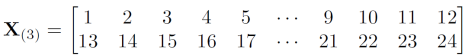 X(3) = [ 1 2 3 4 5 ⋯ 9 10 11 12
13 14 15 16 17 ⋯ 21 22 23 24 ]